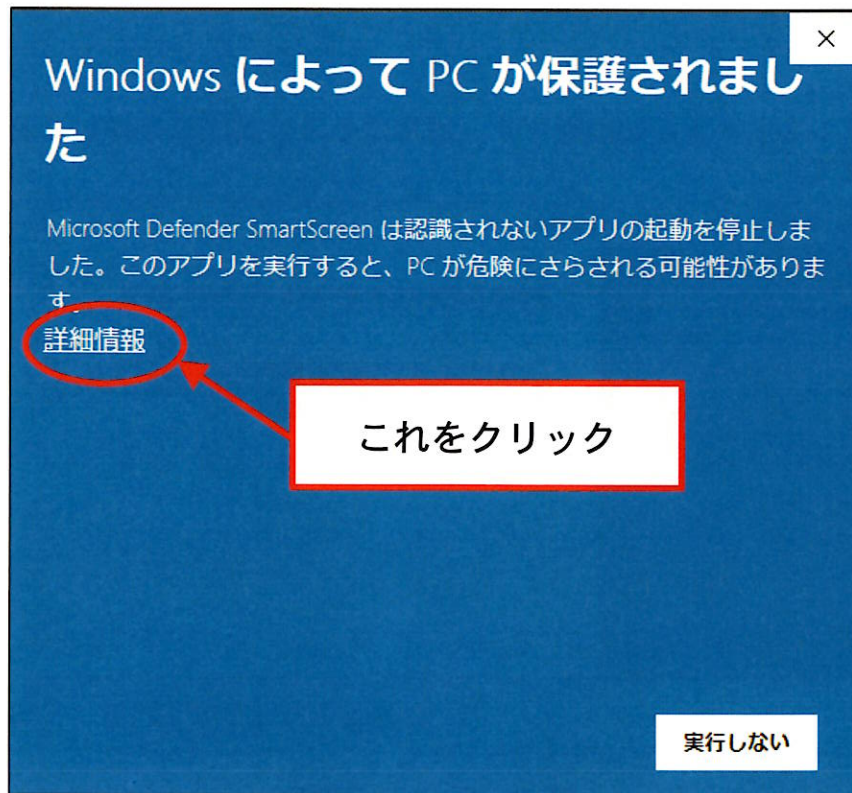 ×
Windows によって PC が保護されまし
た
Microsoft Defender SmartScreen は認識されないアプリの起動を停止しま
した。このアプリを実行すると、PC が危険にさらされる可能性がありま
す。
詳細情報
これをクリック
実行しない